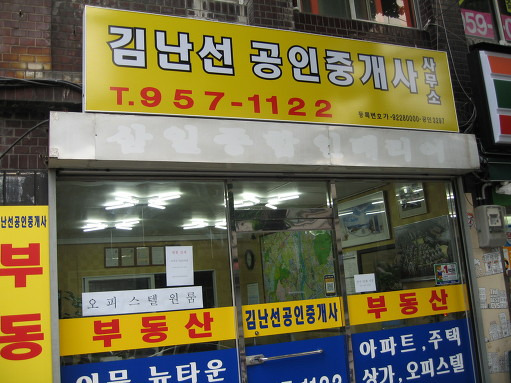 김난선 공인중개사 사무소
T.957-1122
059-
난선공인중개사
부동
오피스텔 원룸
부동산
김난선공인중개사
부동산
뉴타운
아파트,주택
상가,오피스텔